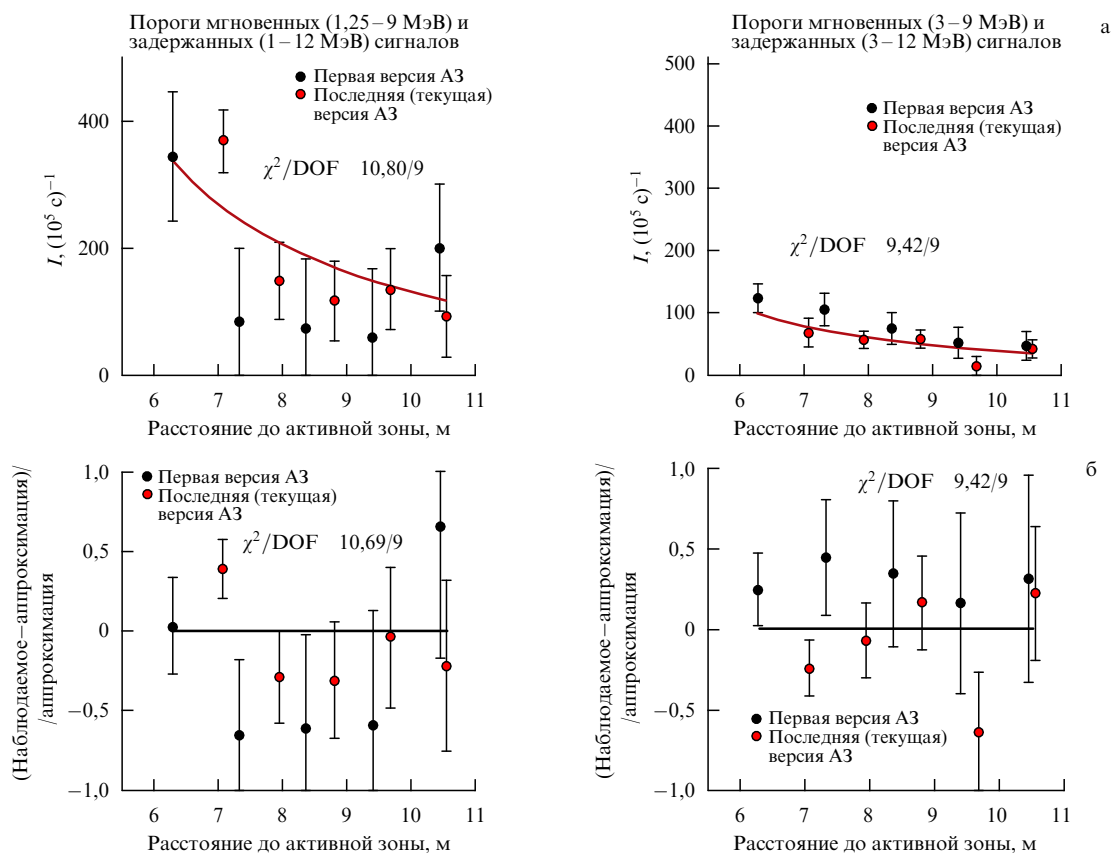 Пороги мгновенных (1,25–9 МэВ) и
задержанных (1–12 МэВ) сигналов
Первая версия АЗ
Последняя (текущая)
версия АЗ
χ²/DOF 10,80/9
I, (10⁵ с)⁻¹
400
200
0
6 7 8 9 10 11
Расстояние до активной зоны, м
Пороги мгновенных (3–9 МэВ) и
задержанных (3–12 МэВ) сигналов
а
Первая версия АЗ
Последняя (текущая)
версия АЗ
χ²/DOF 9,42/9
I, (10⁵ с)⁻¹
500
400
300
200
100
0
6 7 8 9 10 11
Расстояние до активной зоны, м
Первая версия АЗ
Последняя (текущая)
версия АЗ
χ²/DOF 10,69/9
(Наблюдаемое–аппроксимация)/
/аппроксимация
1,0
0,5
0
−0,5
−1,0
6 7 8 9 10 11
Расстояние до активной зоны, м
б
χ²/DOF 9,42/9
(Наблюдаемое–аппроксимация)/
/аппроксимация
1,0
0,5
0
−0,5
−1,0
Первая версия АЗ
Последняя (текущая)
версия АЗ
6 7 8 9 10 11
Расстояние до активной зоны, м